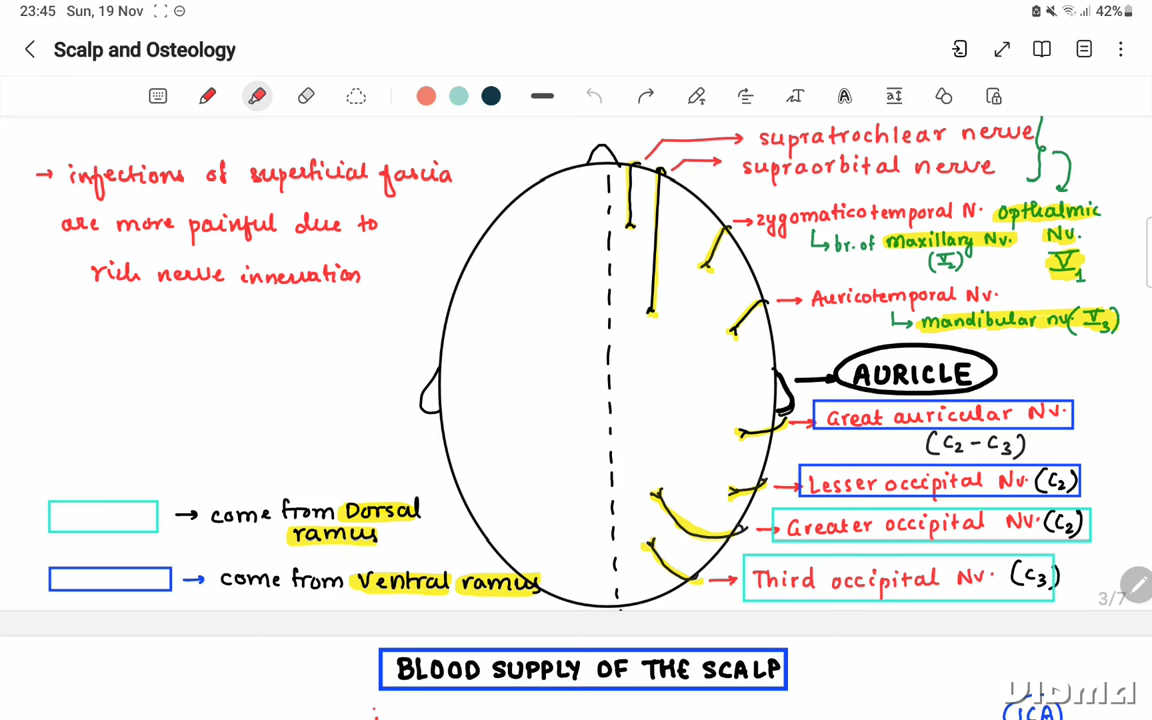 23:45 Sun, 19 Nov
42%
Scalp and Osteology
→ infections of superficial fascia
are more painful due to
rich nerve innervation
supratrochlear nerve
supraorbital nerve
zygomaticotemporal N. opthalmic
br. of maxillary Nv. Nv.
(V2) V1
Auricotemporal Nv.
mandibular nv. (V3)
AURICLE
Great auricular Nv.
(C2 - C3)
Lesser occipital Nv. (C2)
Greater occipital Nv. (C2)
Third occipital Nv. (C3)
→ come from Dorsal
ramus
→ come from Ventral ramus
3/7
BLOOD SUPPLY OF THE SCALP
(ICA)
VIDMA